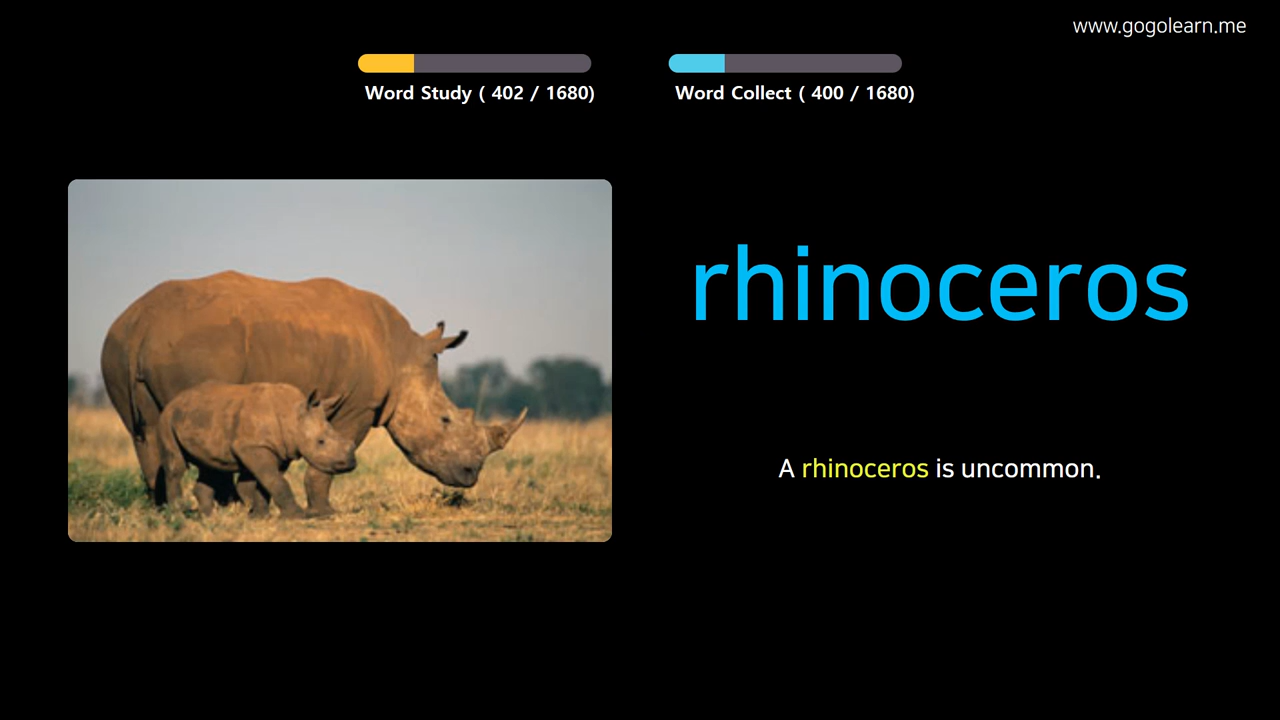 www.gogolearn.me
Word Study ( 402 / 1680)
Word Collect ( 400 / 1680)
rhinoceros
A rhinoceros is uncommon.